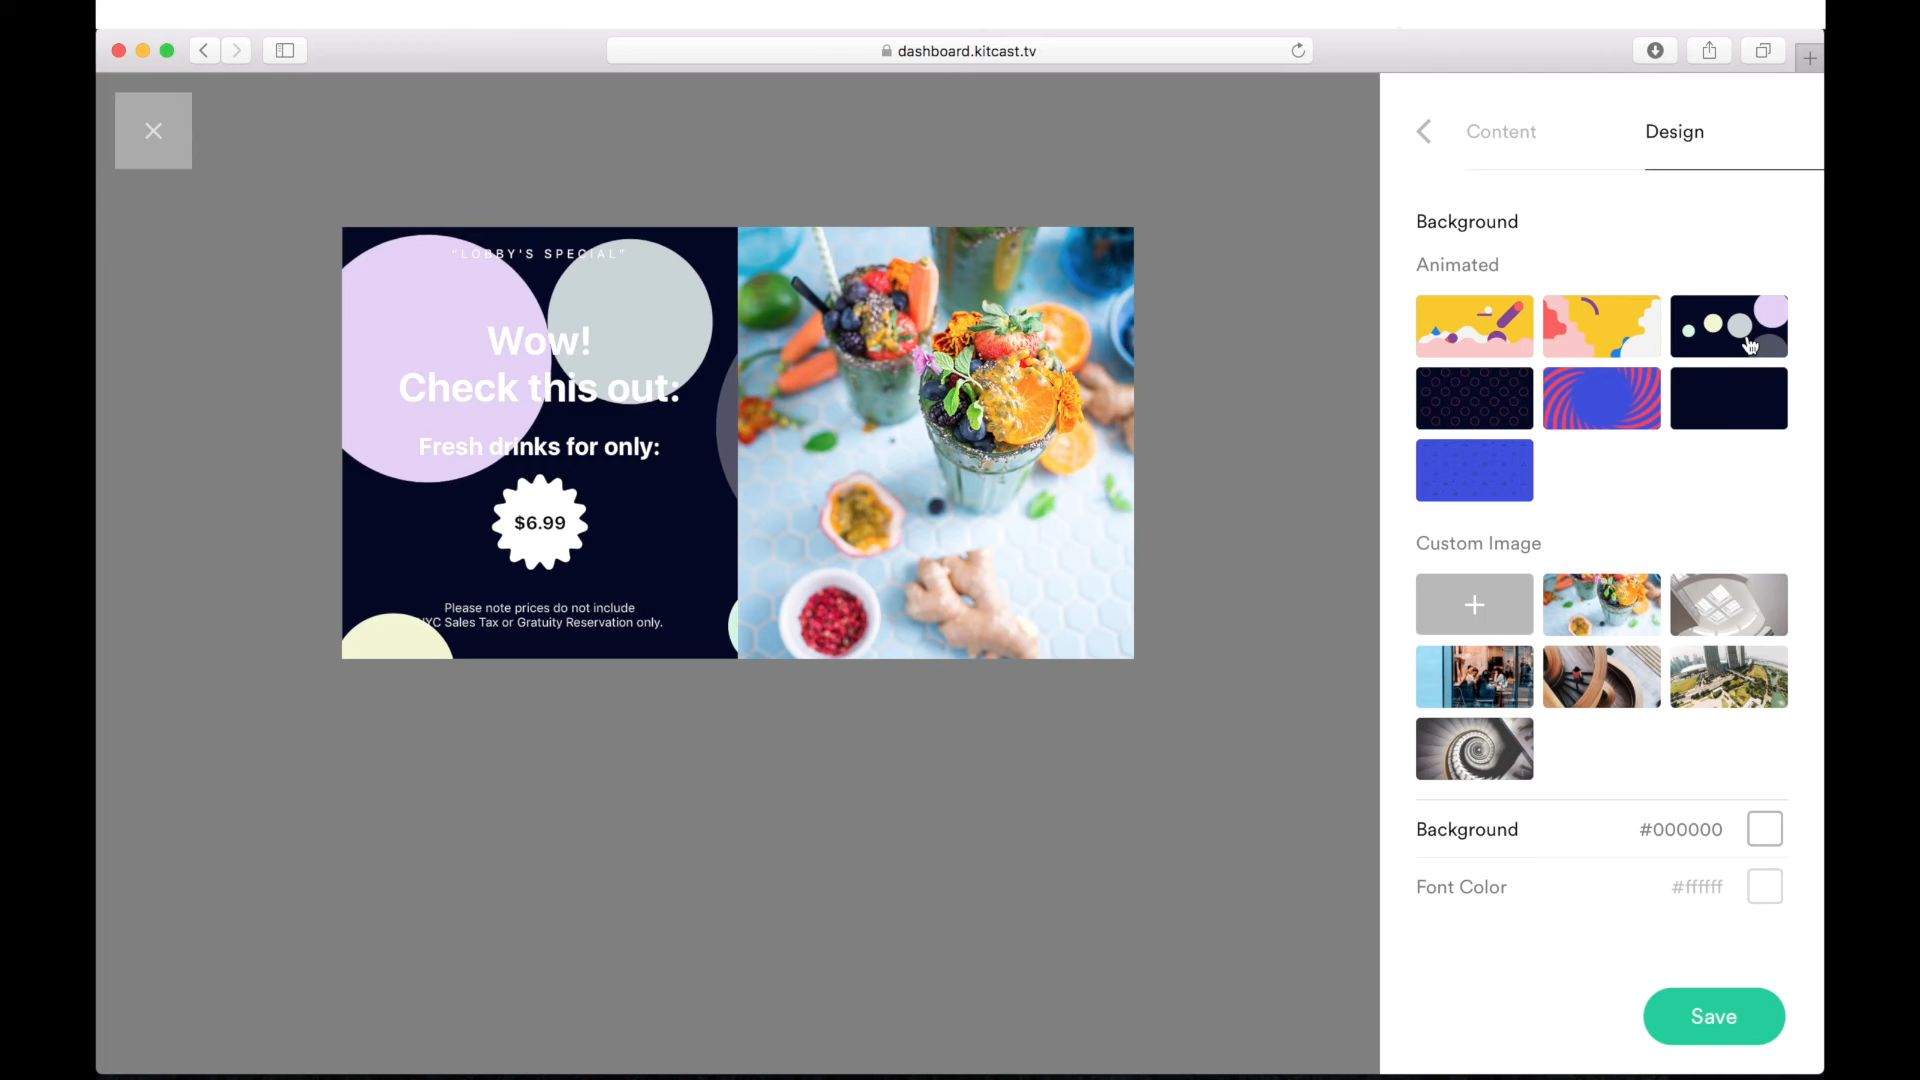 dashboard.kitcast.tv
Content
Design
Background
Animated
"LOBBY'S SPECIAL"
Wow!
Check this out:
Fresh drinks for only:
$6.99
Please note prices do not include
NYC Sales Tax or Gratuity Reservation only.
Custom Image
Background
#000000
Font Color
#ffffff
Save